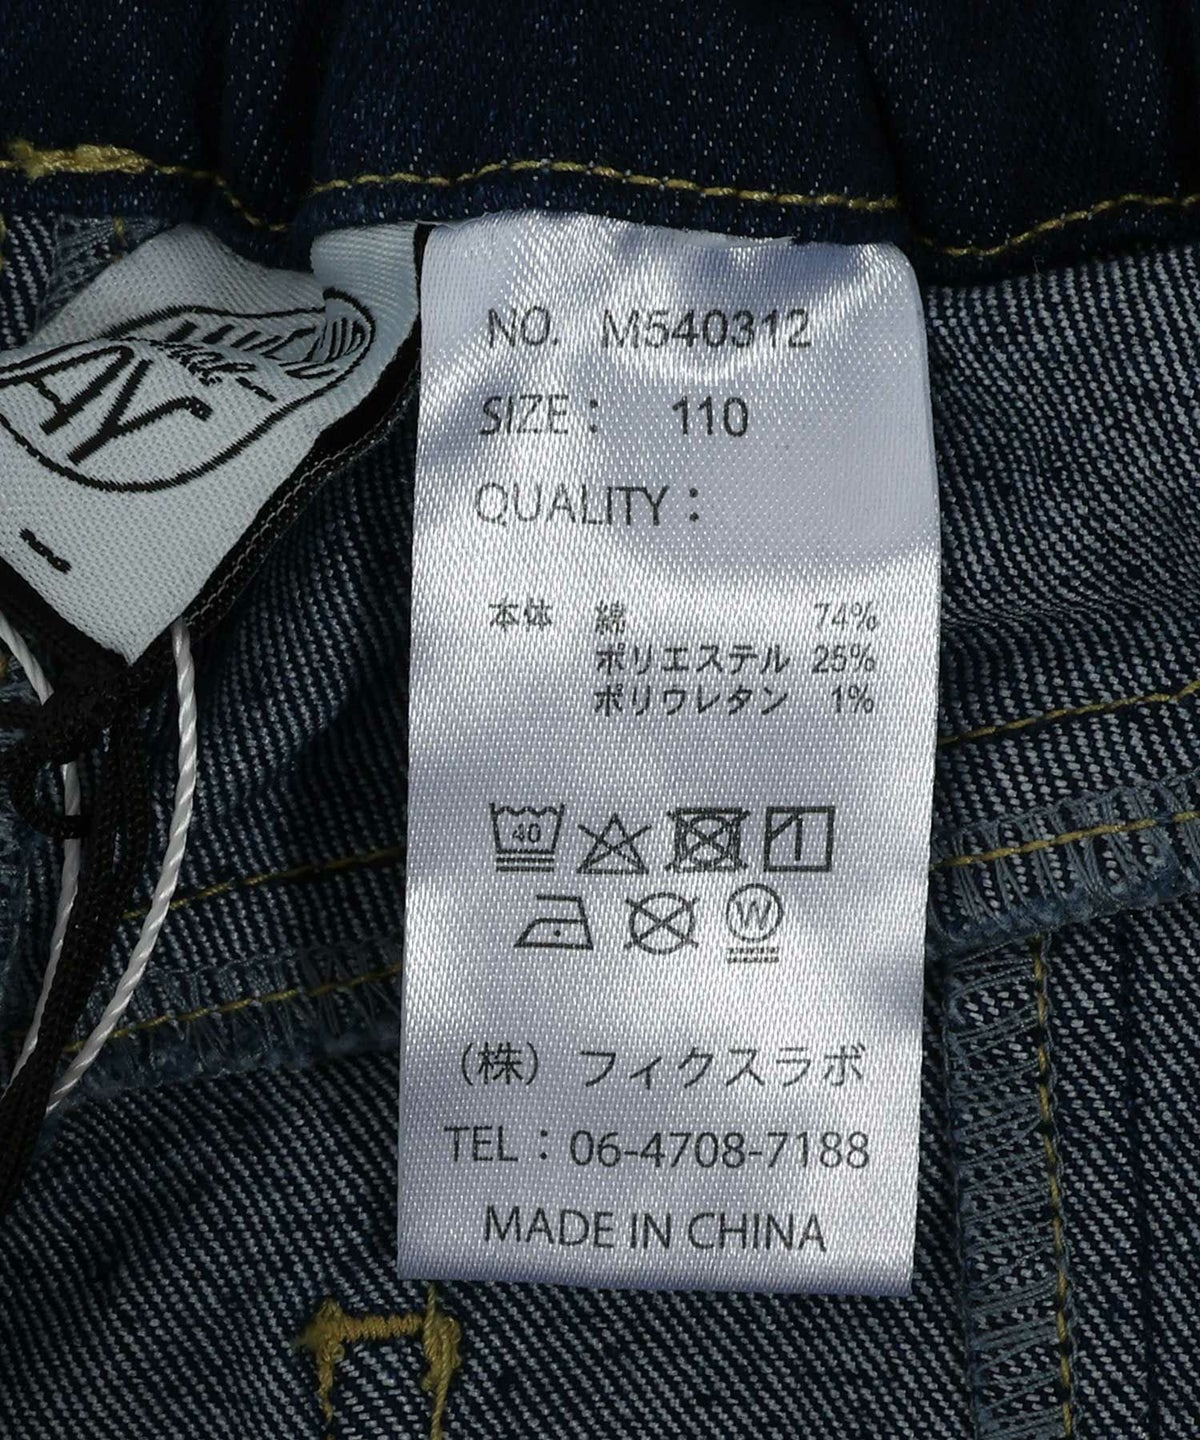 NO. M540312
SIZE： 110
QUALITY：
本体 綿 74%
ポリエステル 25%
ポリウレタン 1%
40
W
(株) フィクスラボ
TEL：06-4708-7188
MADE IN CHINA